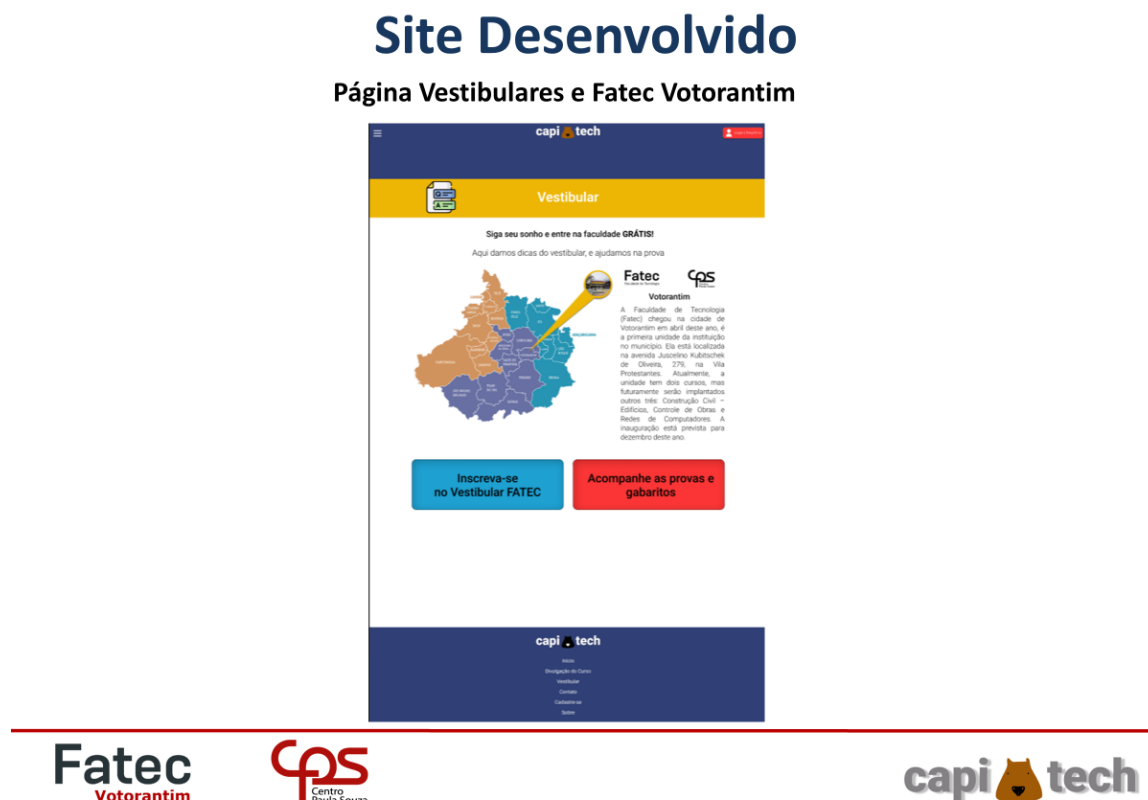 Site Desenvolvido
Página Vestibulares e Fatec Votorantim
capi tech
Vestibular
Siga seu sonho e entre na faculdade GRÁTIS!
Aqui damos dicas do vestibular, e ajudamos na prova
Fatec
CPS
Votorantim
A Faculdade de Tecnologia
(Fatec) chegou na cidade de
Votorantim em abril deste ano, é
a primeira unidade da instituição
no município. Ela está localizada
na avenida Juscelino Kubitschek
de Oliveira, 279, na Vila
Protestantes. Atualmente, a
unidade tem dois cursos, mas
futuramente serão implantados
outros três: Construção Civil –
Edifícios, Controle de Obras e
Redes de Computadores. A
inauguração está prevista para
dezembro deste ano.
Inscreva-se
no Vestibular FATEC
Acompanhe as provas e
gabaritos
capi tech
Início
Divulgação do Curso
Vestibular
Contato
Cadastre-se
Sobre
Fatec
Votorantim
CPS
Centro
Paula Souza
capi tech